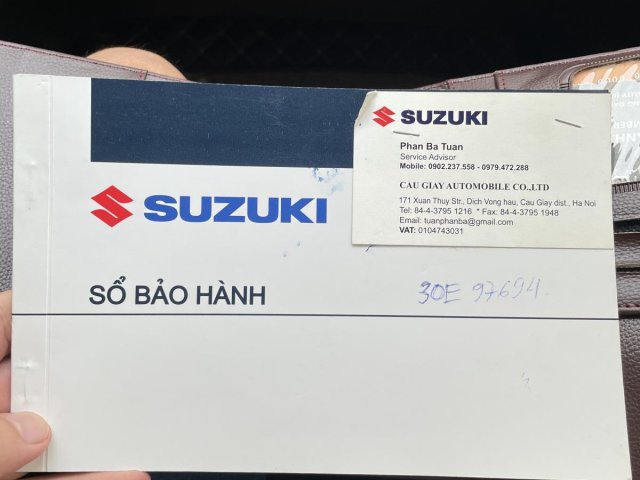 SUZUKI
Phan Ba Tuan
Service Advisor
Mobile: 0902.237.558 - 0979.472.288
CAU GIAY AUTOMOBILE CO.,LTD
171 Xuan Thuy Str., Dich Vong hau, Cau Giay dist., Ha Noi
Tel: 84-4-3795 1216 * Fax: 84-4-3795 1948
Email: tuanphanba@gmail.com
VAT: 0104743031
SUZUKI
SỔ BẢO HÀNH
30E 97694.